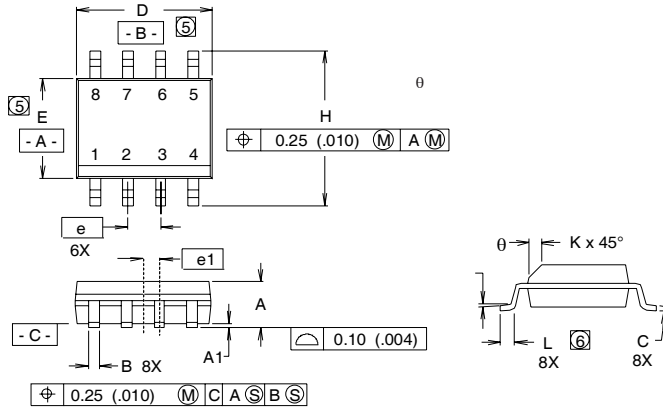 D
- B -
5
8 7 6 5
θ
5
E
H
- A -
⌖ 0.25 (.010) Ⓜ A Ⓜ
1 2 3 4
e
6X
e1
θ
K x 45°
A
- C -
A1
⌓ 0.10 (.004)
L
6
8X
C
8X
B 8X
⌖ 0.25 (.010) Ⓜ C A Ⓢ B Ⓢ